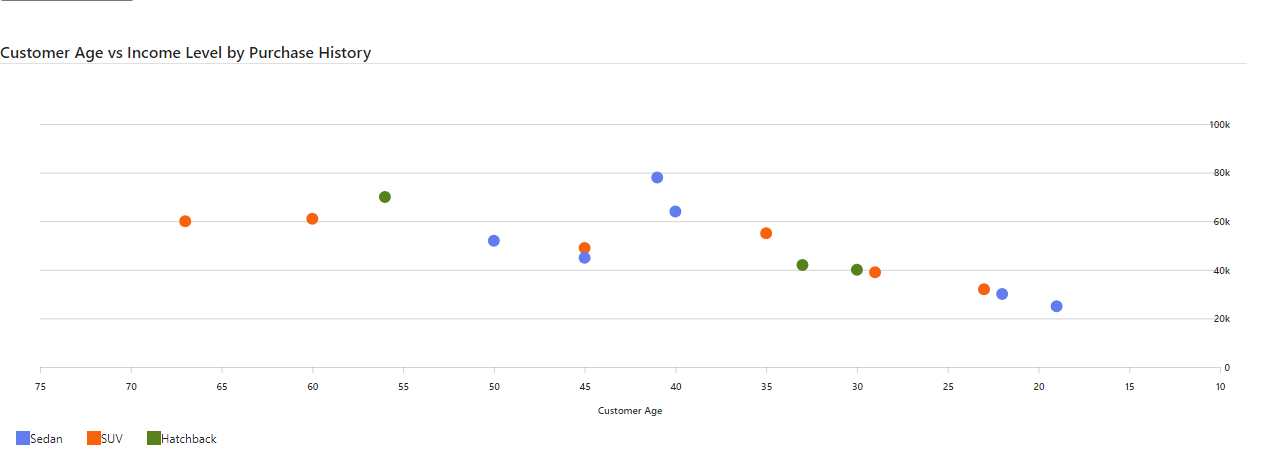 Customer Age vs Income Level by Purchase History
100k
80k
60k
40k
20k
0
75 70 65 60 55 50 45 40 35 30 25 20 15 10
Customer Age
Sedan SUV Hatchback